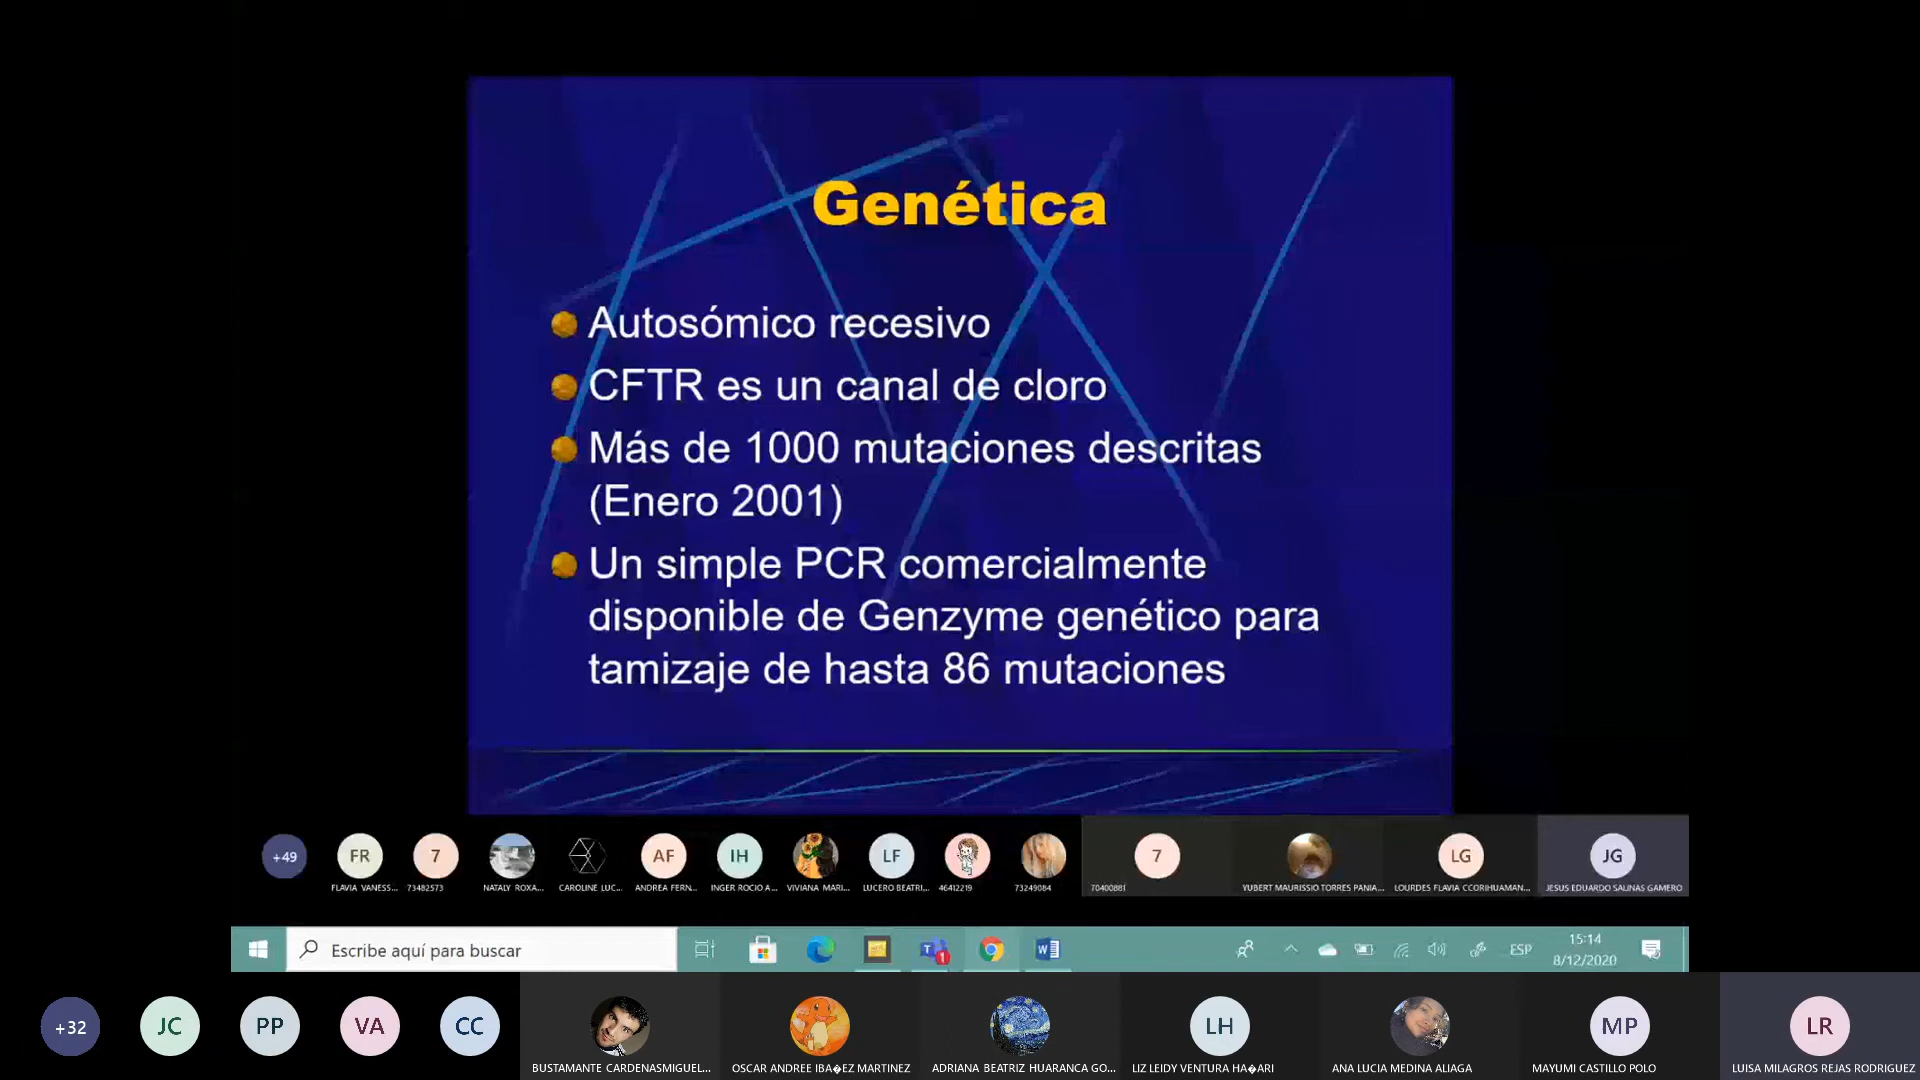 Genética
Autosómico recesivo
CFTR es un canal de cloro
Más de 1000 mutaciones descritas
(Enero 2001)
Un simple PCR comercialmente
disponible de Genzyme genético para
tamizaje de hasta 86 mutaciones
+49
FR
7
AF
IH
LF
7
LG
JG
FLAVIA VANESS...
73482573
NATALY ROXA...
CAROLINE LUC...
ANDREA FERN...
INGER ROCIO A...
VIVIANA MARI...
LUCERO BEATRI...
46412219
73249084
70400881
YUBERT MAURISSIO TORRES PANIA...
LOURDES FLAVIA CCORIHUAMAN...
JESUS EDUARDO SALINAS GAMERO
Escribe aquí para buscar
1
ESP
15:14
8/12/2020
+32
JC
PP
VA
CC
LH
MP
LR
BUSTAMANTE CARDENASMIGUEL...
OSCAR ANDREE IBA�EZ MARTINEZ
ADRIANA BEATRIZ HUARANCA GO...
LIZ LEIDY VENTURA HA�ARI
ANA LUCIA MEDINA ALIAGA
MAYUMI CASTILLO POLO
LUISA MILAGROS REJAS RODRIGUEZ